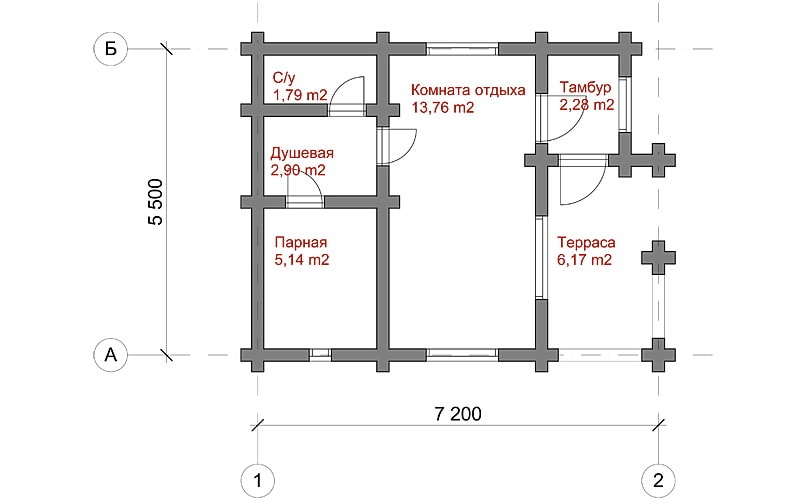 Б
С/у
1,79 m2
Комната отдыха
13,76 m2
Тамбур
2,28 m2
Душевая
2,90 m2
5 500
Парная
5,14 m2
Терраса
6,17 m2
А
7 200
1
2